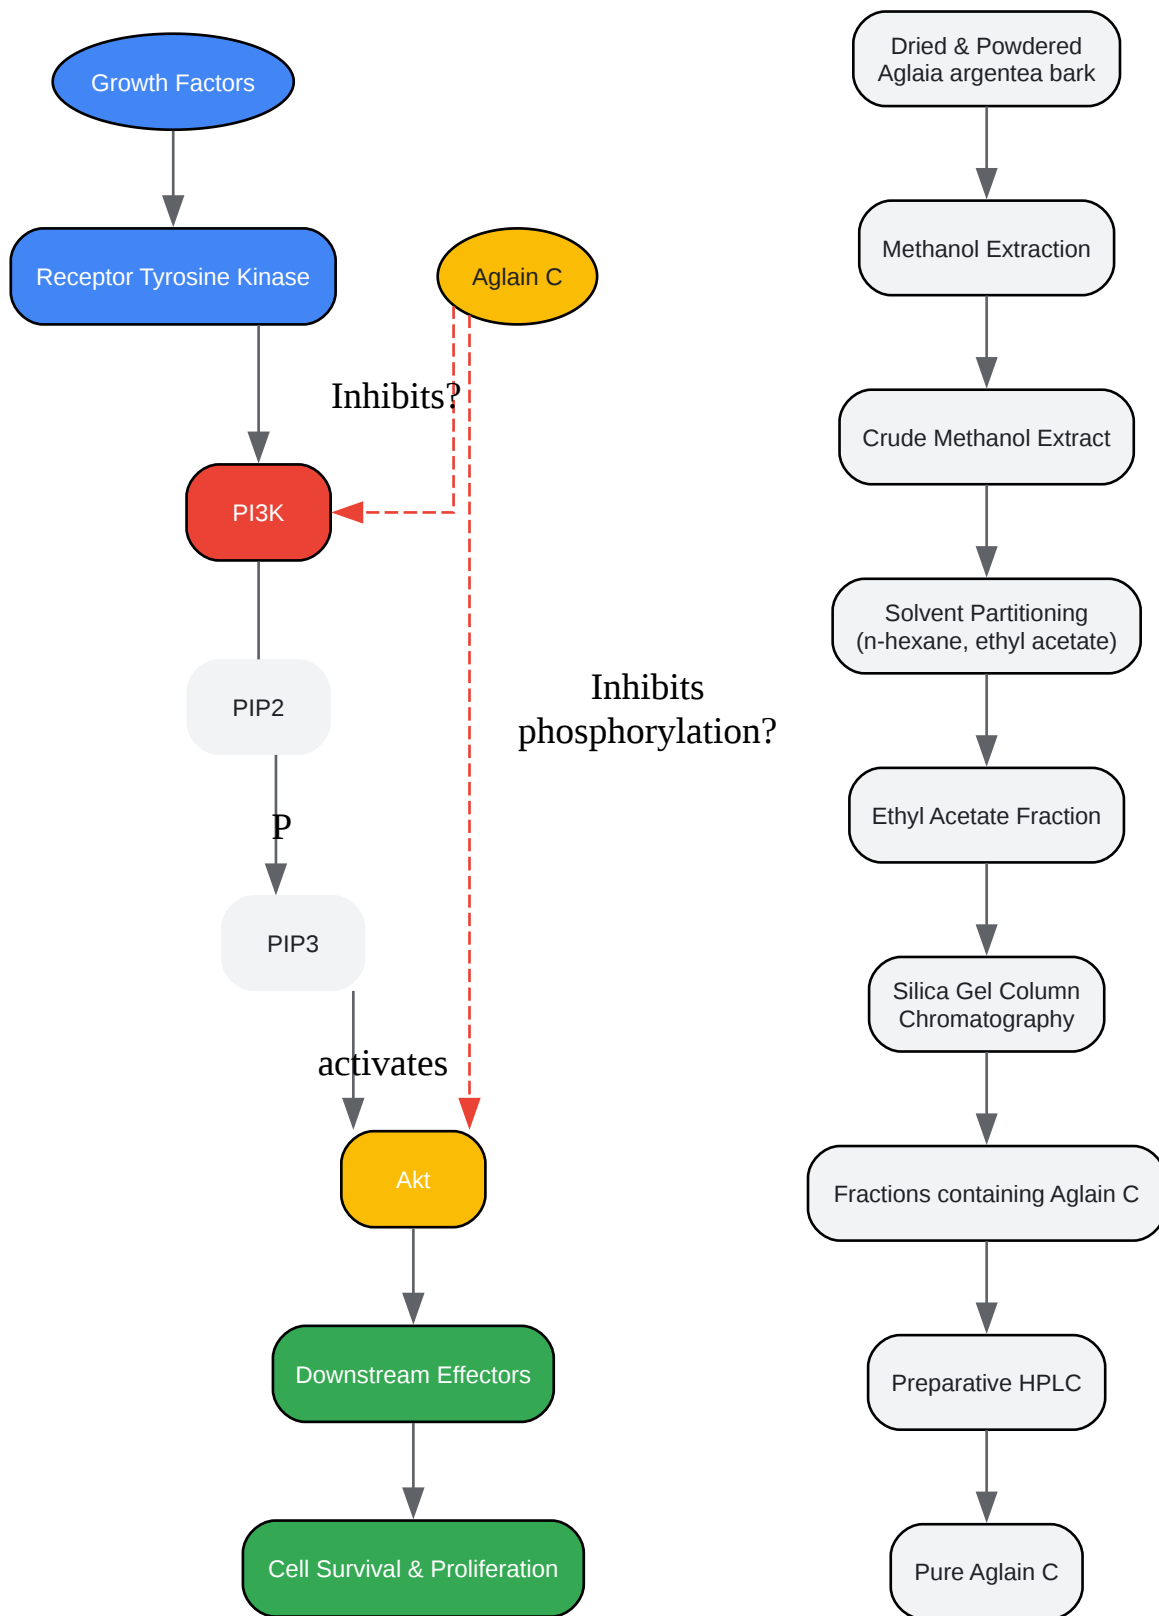 Growth Factors
Receptor Tyrosine Kinase
Aglain C
Inhibits?
PI3K
PIP2
Inhibits
phosphorylation?
P
PIP3
activates
Akt
Downstream Effectors
Cell Survival & Proliferation
Dried & Powdered
Aglaia argentea bark
Methanol Extraction
Crude Methanol Extract
Solvent Partitioning
(n-hexane, ethyl acetate)
Ethyl Acetate Fraction
Silica Gel Column
Chromatography
Fractions containing Aglain C
Preparative HPLC
Pure Aglain C